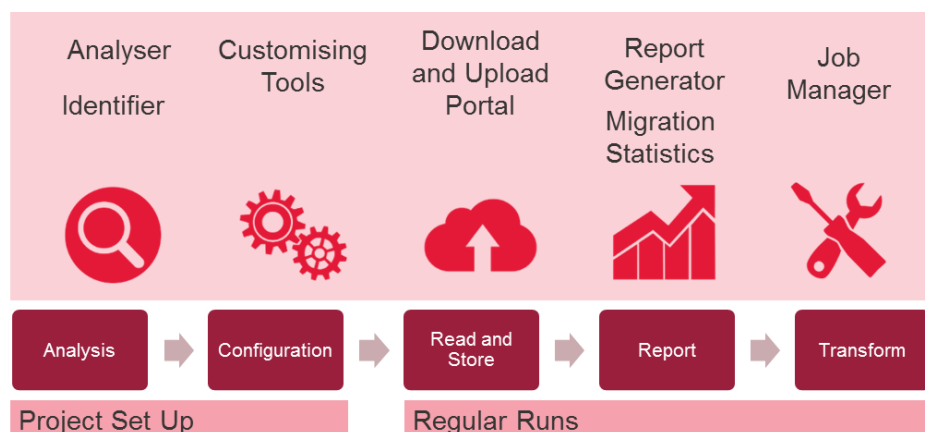 Analyser
Identifier
Customising
Tools
Download
and Upload
Portal
Report
Generator
Migration
Statistics
Job
Manager
Analysis
Configuration
Read and
Store
Report
Transform
Project Set Up
Regular Runs